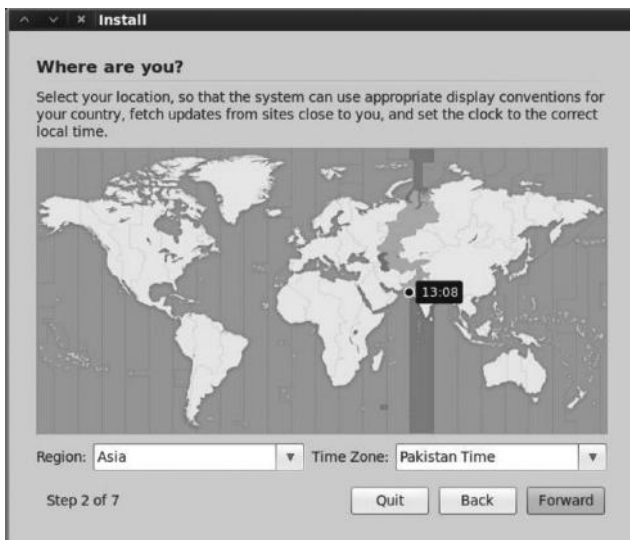 Install
Where are you?
Select your location, so that the system can use appropriate display conventions for
your country, fetch updates from sites close to you, and set the clock to the correct
local time.
13:08
Region: Asia Time Zone: Pakistan Time
Step 2 of 7 Quit Back Forward